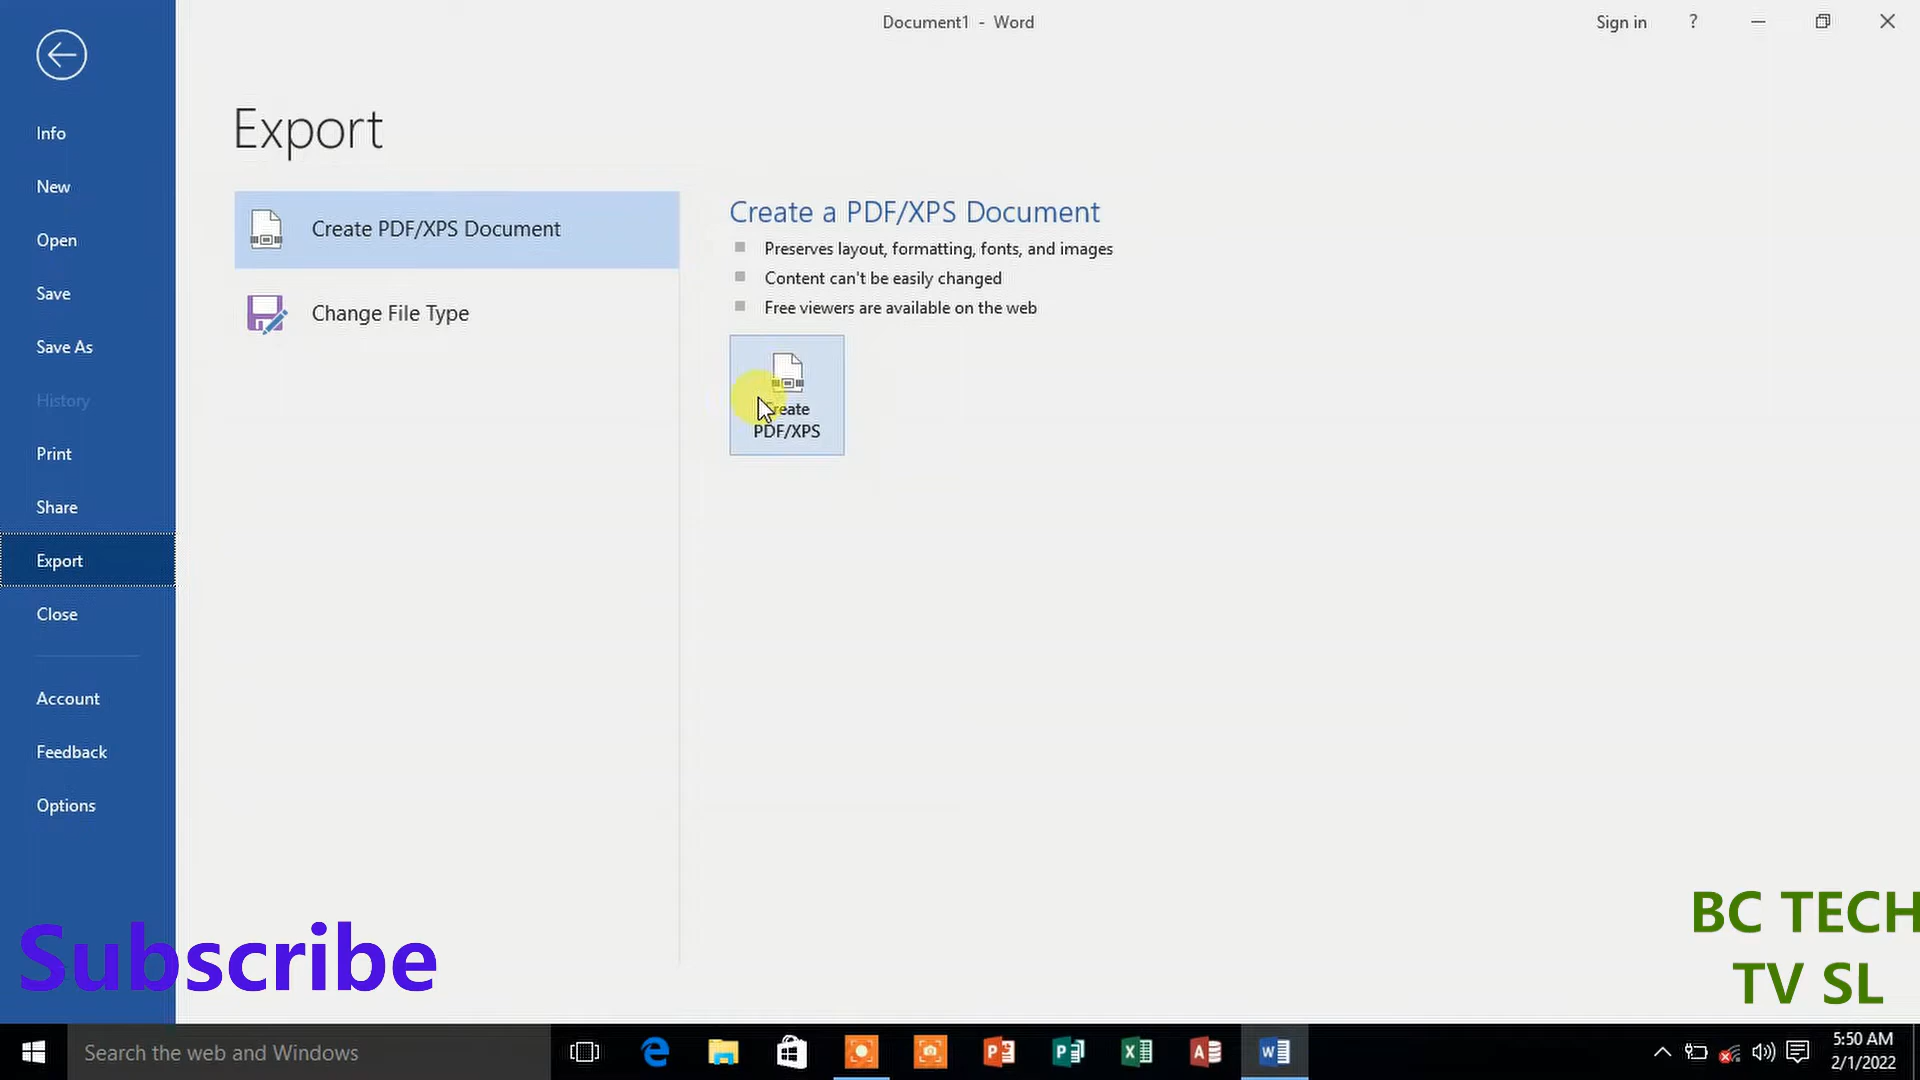 Document1 - Word
Sign in
?
Info
New
Open
Save
Save As
History
Print
Share
Export
Close
Account
Feedback
Options
Export
Create PDF/XPS Document
Change File Type
Create a PDF/XPS Document
Preserves layout, formatting, fonts, and images
Content can't be easily changed
Free viewers are available on the web
Create
PDF/XPS
Subscribe
BC TECH
TV SL
Search the web and Windows
5:50 AM
2/1/2022